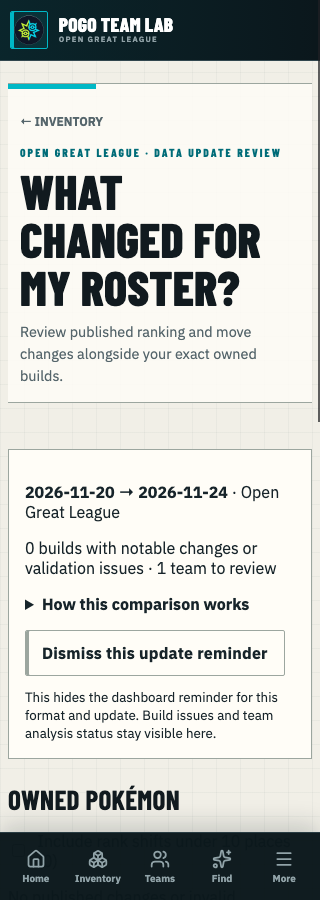 POGO TEAM LAB
OPEN GREAT LEAGUE
← INVENTORY
OPEN GREAT LEAGUE · DATA UPDATE REVIEW
WHAT
CHANGED FOR
MY ROSTER?
Review published ranking and move
changes alongside your exact owned
builds.
2026-11-20 → 2026-11-24 · Open
Great League
0 builds with notable changes or
validation issues · 1 team to review
▶ How this comparison works
Dismiss this update reminder
This hides the dashboard reminder for this
format and update. Build issues and team
analysis status stay visible here.
OWNED POKÉMON
Home Inventory Teams Find More